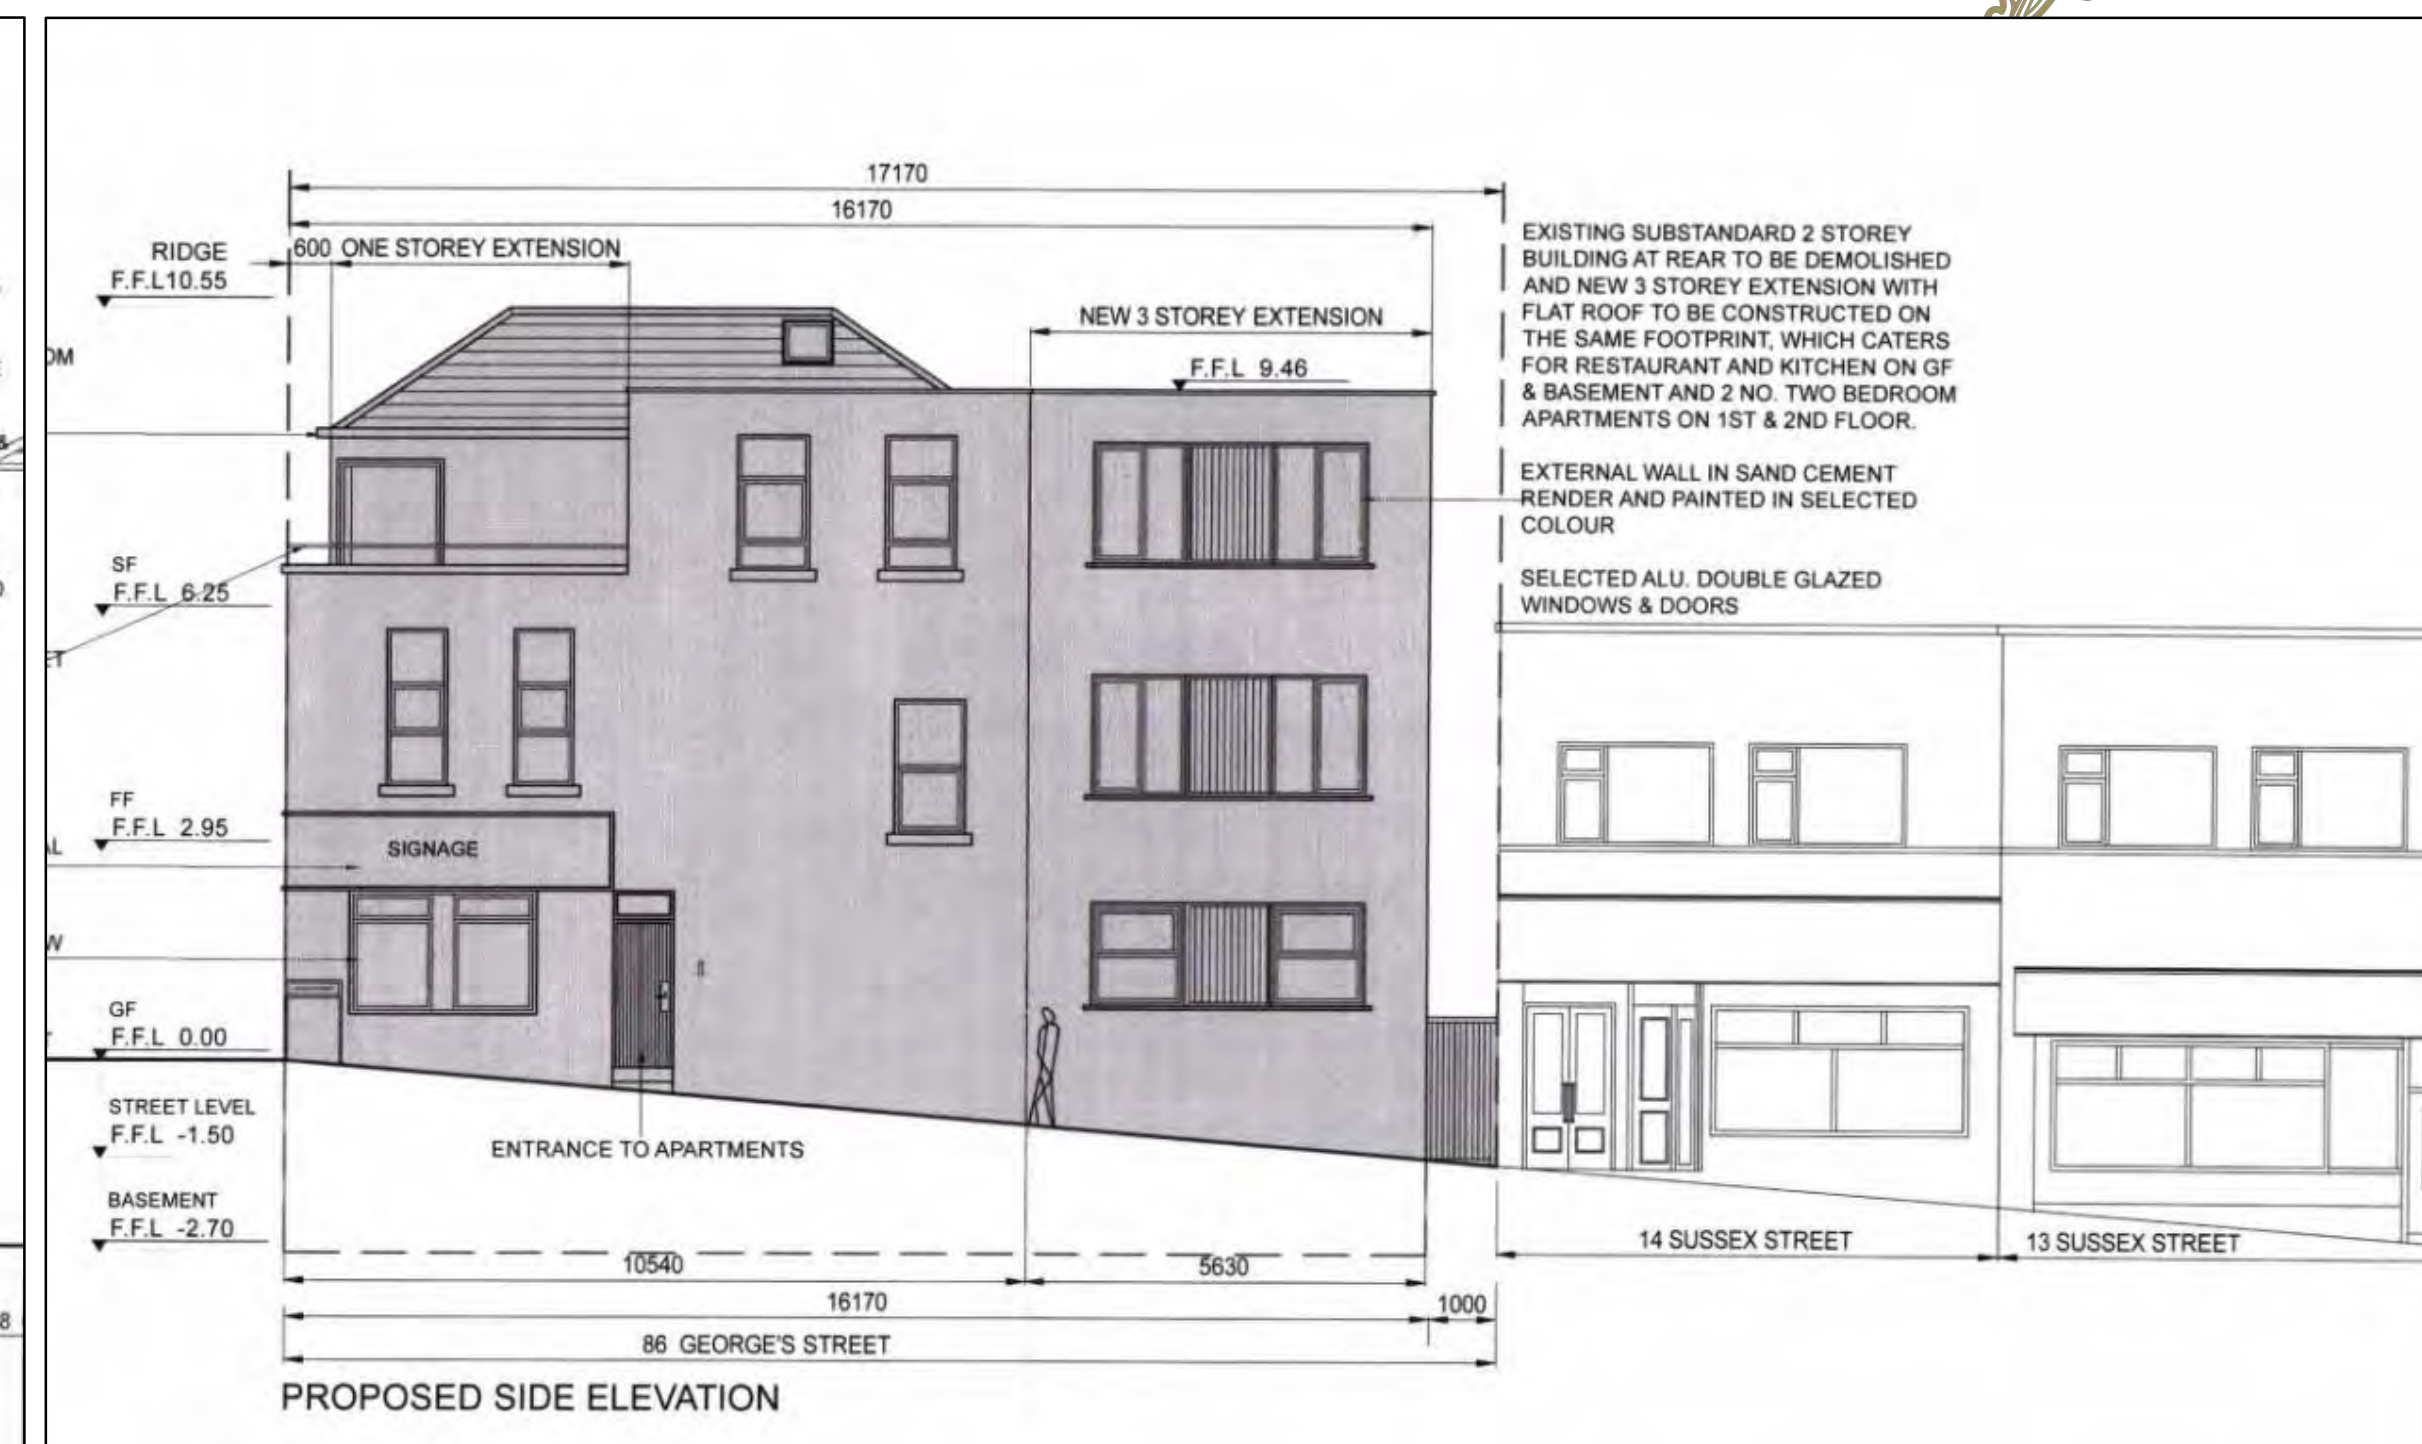 17170
16170
600 ONE STOREY EXTENSION
RIDGE
F.F.L10.55
NEW 3 STOREY EXTENSION
F.F.L 9.46
EXISTING SUBSTANDARD 2 STOREY
BUILDING AT REAR TO BE DEMOLISHED
AND NEW 3 STOREY EXTENSION WITH
FLAT ROOF TO BE CONSTRUCTED ON
THE SAME FOOTPRINT, WHICH CATERS
FOR RESTAURANT AND KITCHEN ON GF
& BASEMENT AND 2 NO. TWO BEDROOM
APARTMENTS ON 1ST & 2ND FLOOR.
EXTERNAL WALL IN SAND CEMENT
RENDER AND PAINTED IN SELECTED
COLOUR
SELECTED ALU. DOUBLE GLAZED
WINDOWS & DOORS
SF
F.F.L 6.25
FF
F.F.L 2.95
SIGNAGE
GF
F.F.L 0.00
STREET LEVEL
F.F.L -1.50
ENTRANCE TO APARTMENTS
BASEMENT
F.F.L -2.70
14 SUSSEX STREET
13 SUSSEX STREET
10540
5630
16170
1000
86 GEORGE'S STREET
PROPOSED SIDE ELEVATION